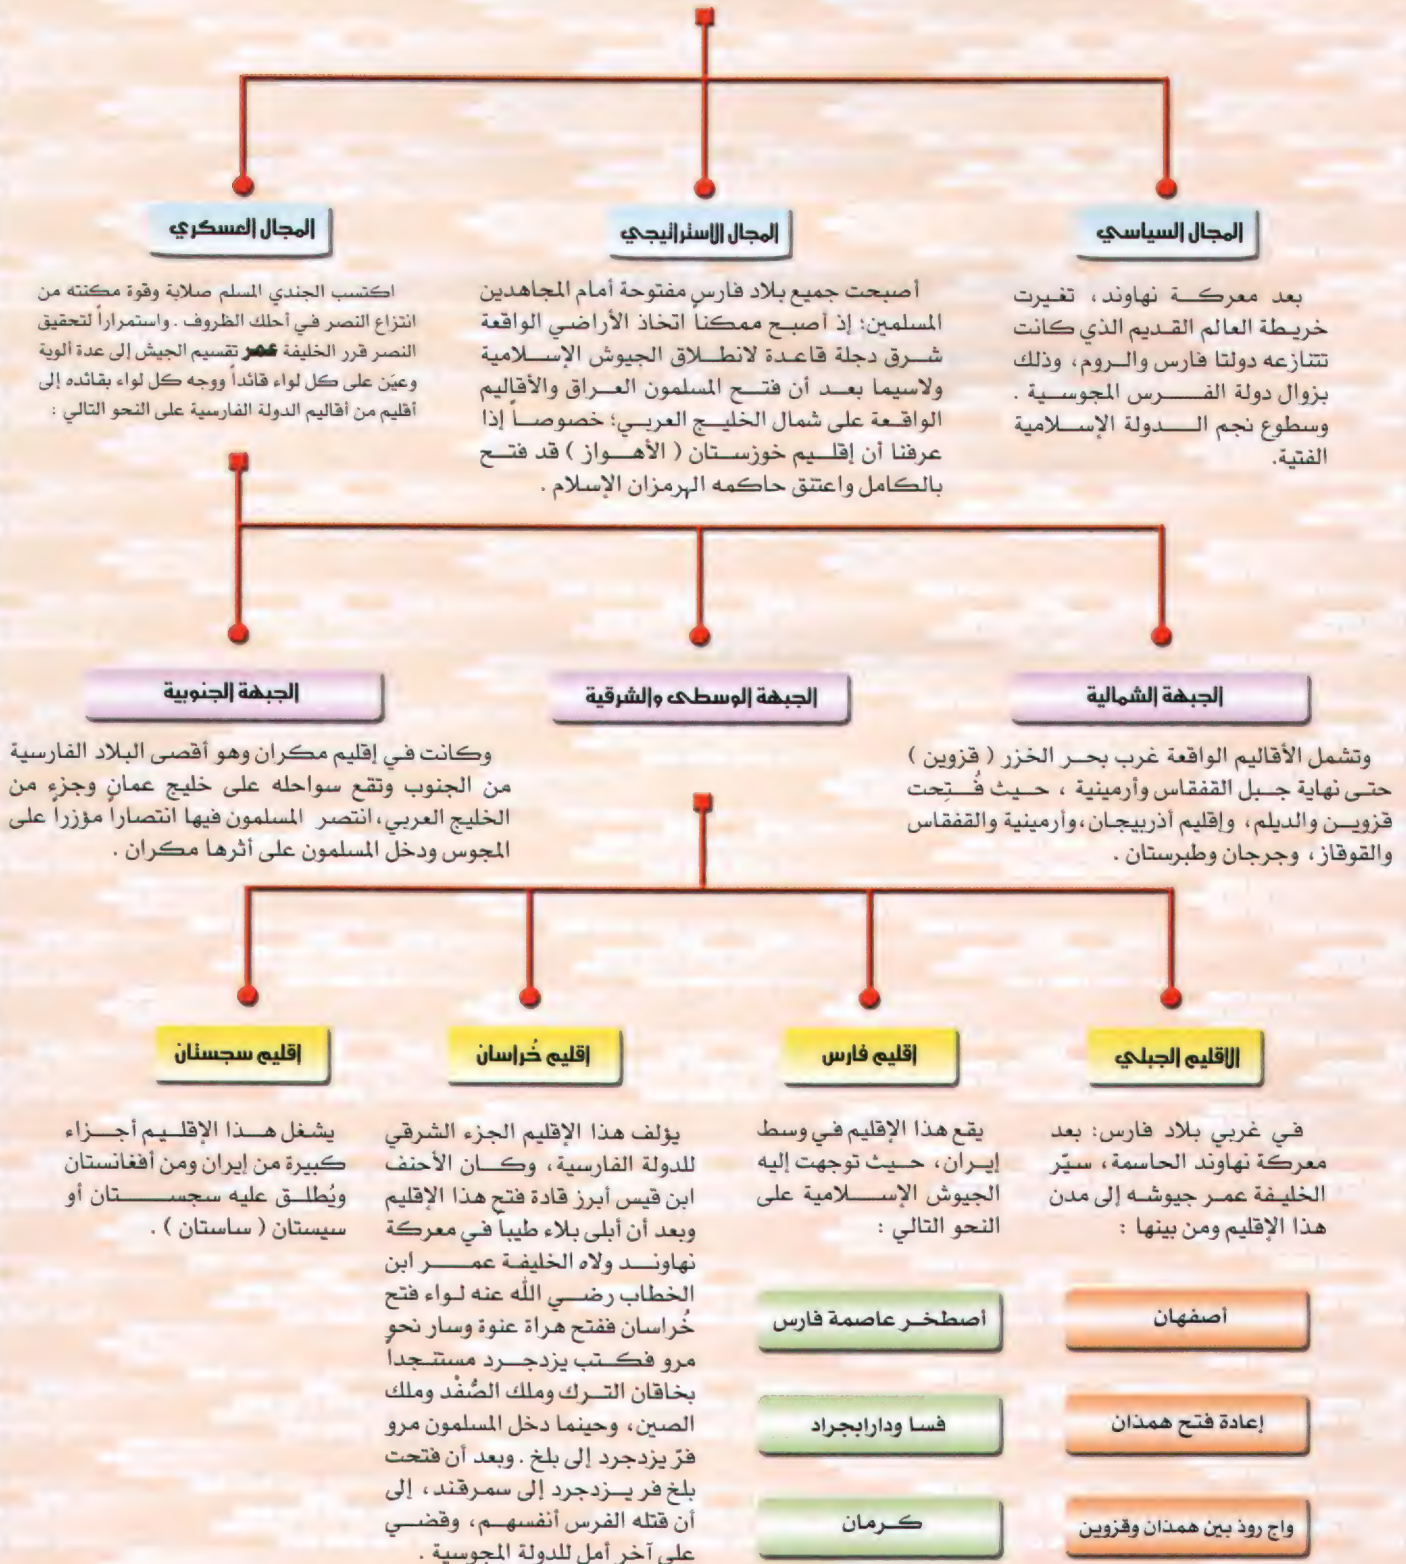 المجال السياسي
بعد معركة نهاوند، تغيرت
خريطة العالم القديم الذي كانت
تتنازعه دولتا فارس والروم، وذلك
بزوال دولة الفرس المجوسية .
وسطوع نجم الدولة الإسلامية
الفتية.
المجال الاستراتيجي
أصبحت جميع بلاد فارس مفتوحة أمام المجاهدين
المسلمين؛ إذ أصبح ممكناً اتخاذ الأراضي الواقعة
شرق دجلة قاعدة لانطلاق الجيوش الإسلامية
ولاسيما بعد أن فتح المسلمون العراق والأقاليم
الواقعة على شمال الخليج العربي؛ خصوصاً إذا
عرفنا أن إقليم خوزستان ( الأهواز ) قد فتح
بالكامل واعتنق حاكمه الهرمزان الإسلام .
المجال العسكري
اكتسب الجندي المسلم صلابة وقوة مكنته من
انتزاع النصر في أحلك الظروف . واستمراراً لتحقيق
النصر قرر الخليفة عمر تقسيم الجيش إلى عدة ألوية
وعيّن على كل لواء قائداً ووجه كل لواء بقائده إلى
أقليم من أقاليم الدولة الفارسية على النحو التالي :
الجبهة الشمالية
وتشمل الأقاليم الواقعة غرب بحر الخزر ( قزوين )
حتى نهاية جبل القفقاس وأرمينية ، حيث فُتِحت
قزوين والديلم، وإقليم أذربيجان،وأرمينية والقفقاس
والقوقاز، وجرجان وطبرستان .
الجبهة الوسطى والشرقية
الجبهة الجنوبية
وكانت في إقليم مكران وهو أقصى البلاد الفارسية
من الجنوب وتقع سواحله على خليج عمان وجزء من
الخليج العربي،انتصر المسلمون فيها انتصاراً مؤزراً على
المجوس ودخل المسلمون على أثرها مكران .
الاقليم الجبلي
في غربي بلاد فارس: بعد
معركة نهاوند الحاسمة، سيّر
الخليفة عمر جيوشه إلى مدن
هذا الإقليم ومن بينها :
أصفهان
إعادة فتح همذان
واج روذ بين همذان وقزوين
إقليم فارس
يقع هذا الإقليم في وسط
إيران، حيث توجهت إليه
الجيوش الإسلامية على
النحو التالي :
أصطخر عاصمة فارس
فسا ودارابجراد
كرمان
إقليم خُراسان
يؤلف هذا الإقليم الجزء الشرقي
للدولة الفارسية، وكان الأحنف
ابن قيس أبرز قادة فتح هذا الإقليم
وبعد أن أبلى بلاء طيباً في معركة
نهاوند ولاه الخليفة عمر ابن
الخطاب رضي الله عنه لواء فتح
خُراسان ففتح هراة عنوة وسار نحو
مرو فكتب يزدجرد مستنجداً
بخاقان الترك وملك الصُّفْد وملك
الصين، وحينما دخل المسلمون مرو
فرّ يزدجرد إلى بلخ . وبعد أن فتحت
بلخ فر يزدجرد إلى سمرقند، إلى
أن قتله الفرس أنفسهم، وقضي
على آخر أمل للدولة المجوسية .
إقليم سجستان
يشغل هذا الإقليم أجزاء
كبيرة من إيران ومن أفغانستان
ويُطلق عليه سجستان أو
سيستان ( ساستان ) .